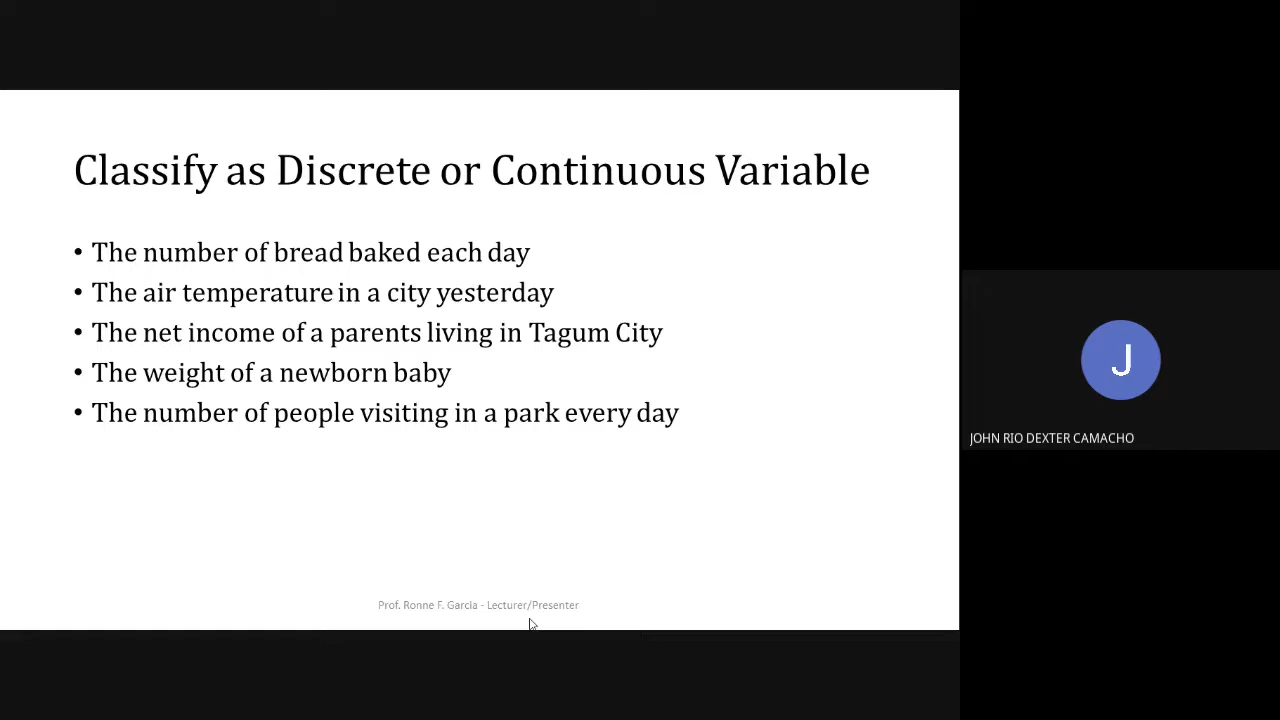 Classify as Discrete or Continuous Variable
• The number of bread baked each day
• The air temperature in a city yesterday
• The net income of a parents living in Tagum City
• The weight of a newborn baby
• The number of people visiting in a park every day
Prof. Ronne F. Garcia - Lecturer/Presenter
J
JOHN RIO DEXTER CAMACHO